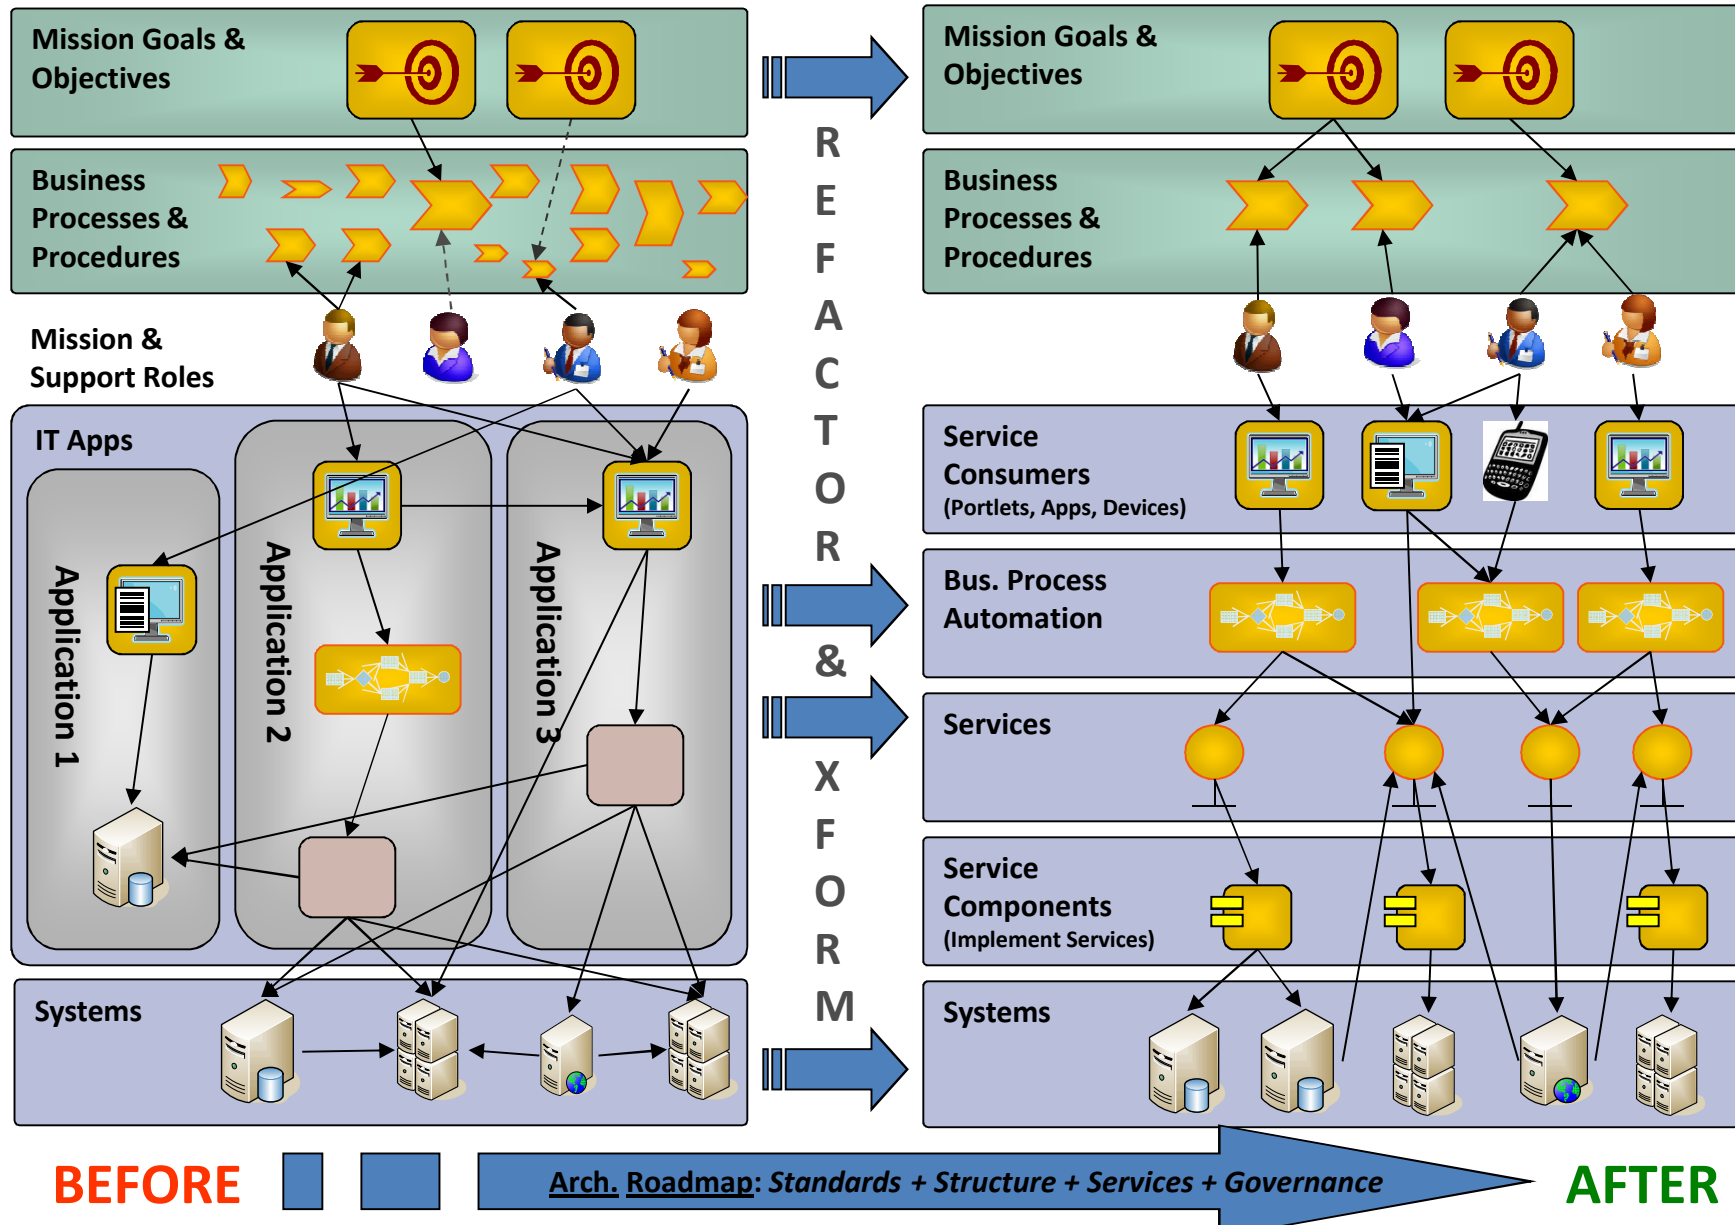 Mission Goals &
Objectives
Business
Processes &
Procedures
Mission &
Support Roles
IT Apps
Application 1
Application 2
Application 3
Systems
REFACTOR
&
XFORM
Mission Goals &
Objectives
Business
Processes &
Procedures
Service
Consumers
(Portlets, Apps, Devices)
Bus. Process
Automation
Services
Service
Components
(Implement Services)
Systems
BEFORE
Arch. Roadmap: Standards + Structure + Services + Governance
AFTER